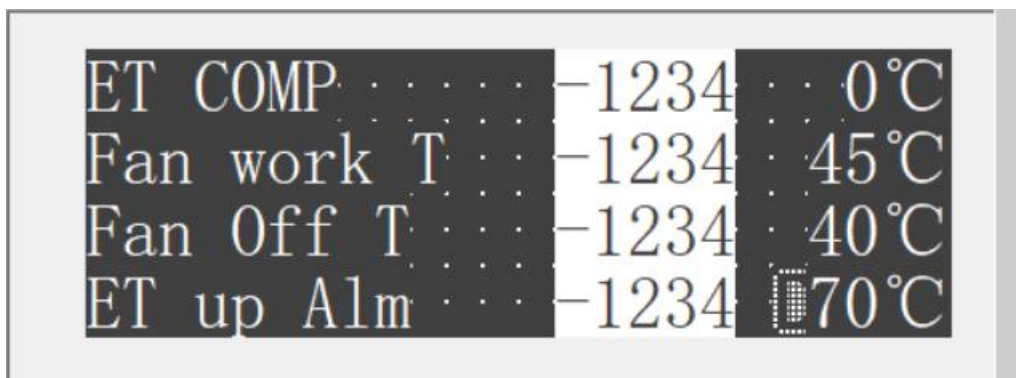 ET COMP -1234 0℃
Fan work T -1234 45℃
Fan Off T -1234 40℃
ET up Alm -1234 70℃